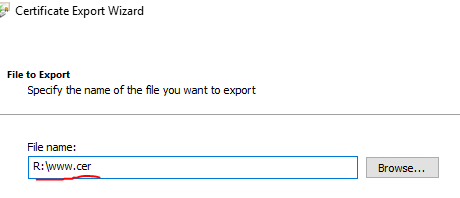 Certificate Export Wizard
File to Export
Specify the name of the file you want to export
File name:
R:\www.cer
Browse...